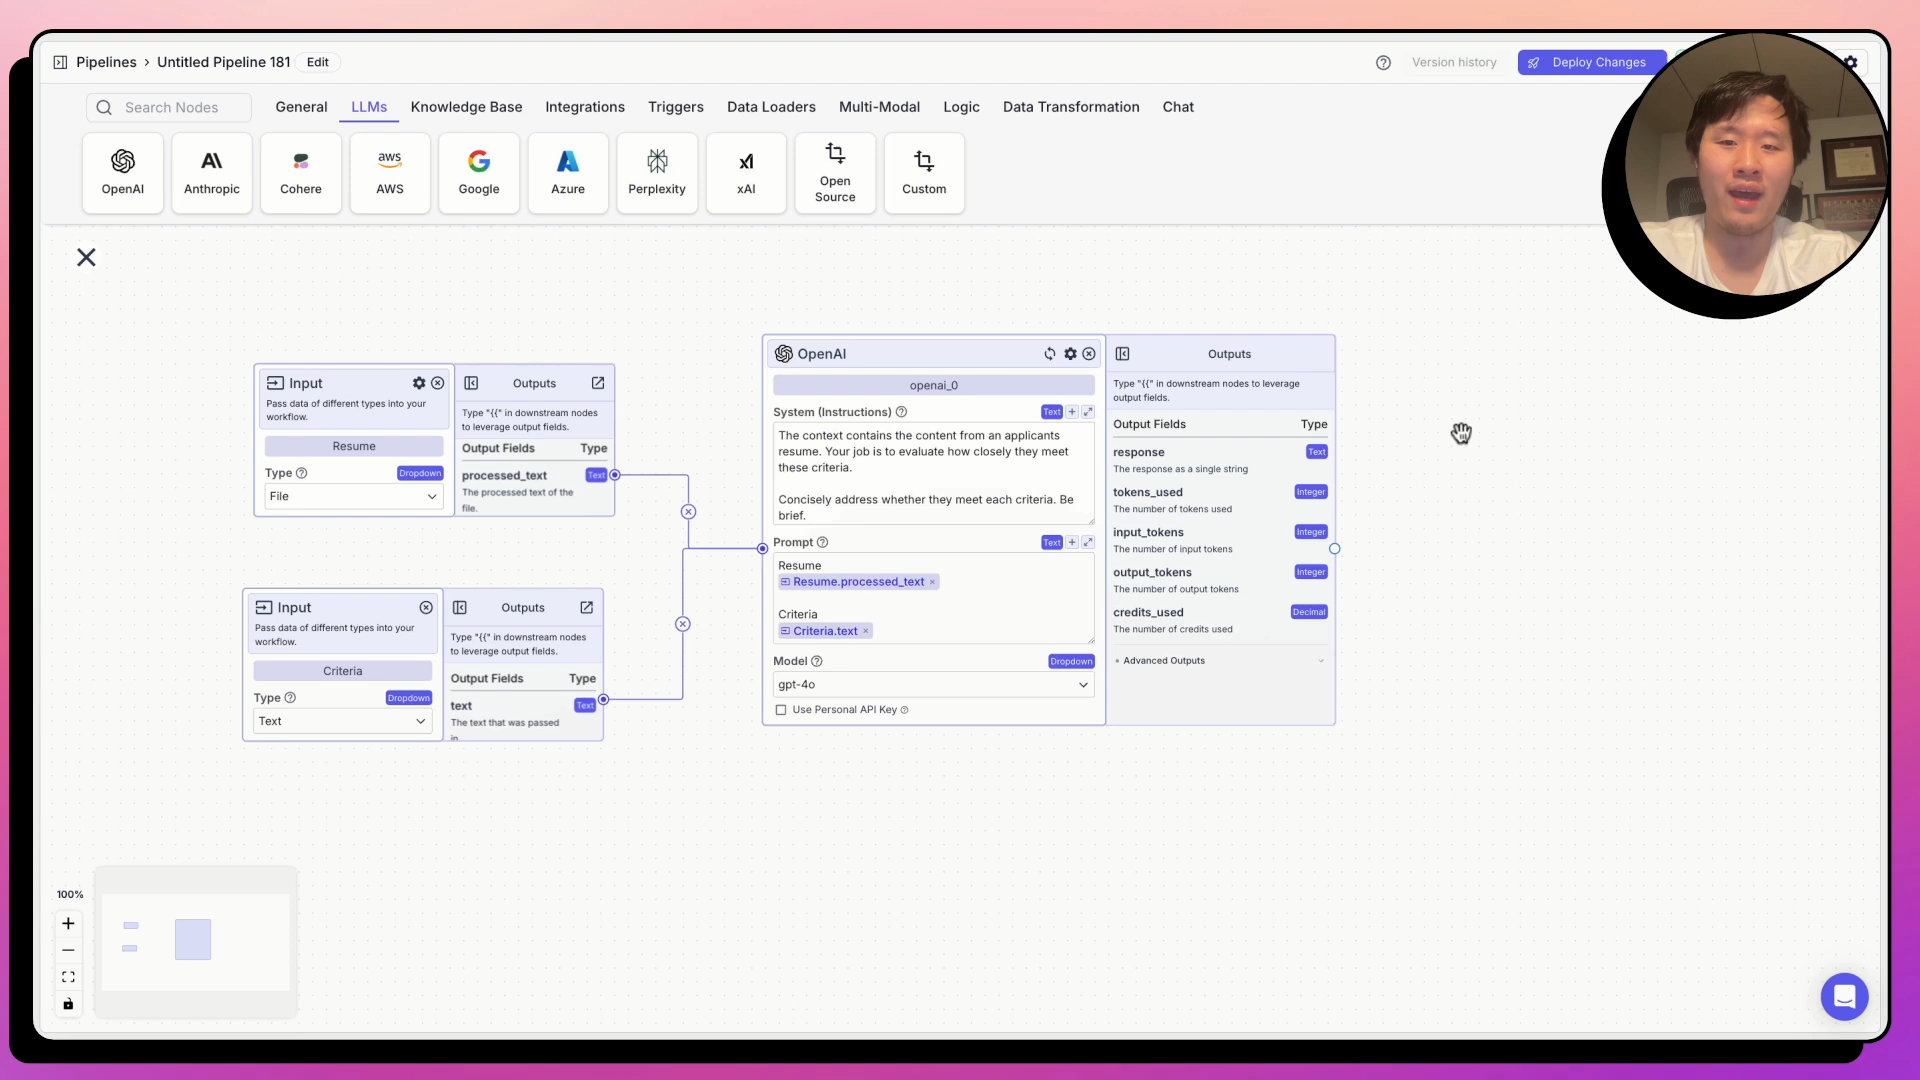 Pipelines › Untitled Pipeline 181 Edit
Version history
Deploy Changes
Search Nodes
General LLMs Knowledge Base Integrations Triggers Data Loaders Multi-Modal Logic Data Transformation Chat
OpenAI
Anthropic
Cohere
aws
AWS
Google
Azure
Perplexity
xAI
Open
Source
Custom
Input
Pass data of different types into your
workflow.
Resume
Type Dropdown
File
Outputs
Type "{{" in downstream nodes
to leverage output fields.
Output Fields Type
processed_text Text
The processed text of the
file.
Input
Pass data of different types into your
workflow.
Criteria
Type Dropdown
Text
Outputs
Type "{{" in downstream nodes
to leverage output fields.
Output Fields Type
text Text
The text that was passed
in.
OpenAI
openai_0
System (Instructions) Text
The context contains the content from an applicants
resume. Your job is to evaluate how closely they meet
these criteria.
Concisely address whether they meet each criteria. Be
brief.
Prompt Text
Resume
Resume.processed_text
Criteria
Criteria.text
Model Dropdown
gpt-4o
Use Personal API Key
Outputs
Type "{{" in downstream nodes to leverage
output fields.
Output Fields Type
response Text
The response as a single string
tokens_used Integer
The number of tokens used
input_tokens Integer
The number of input tokens
output_tokens Integer
The number of output tokens
credits_used Decimal
The number of credits used
Advanced Outputs
100%